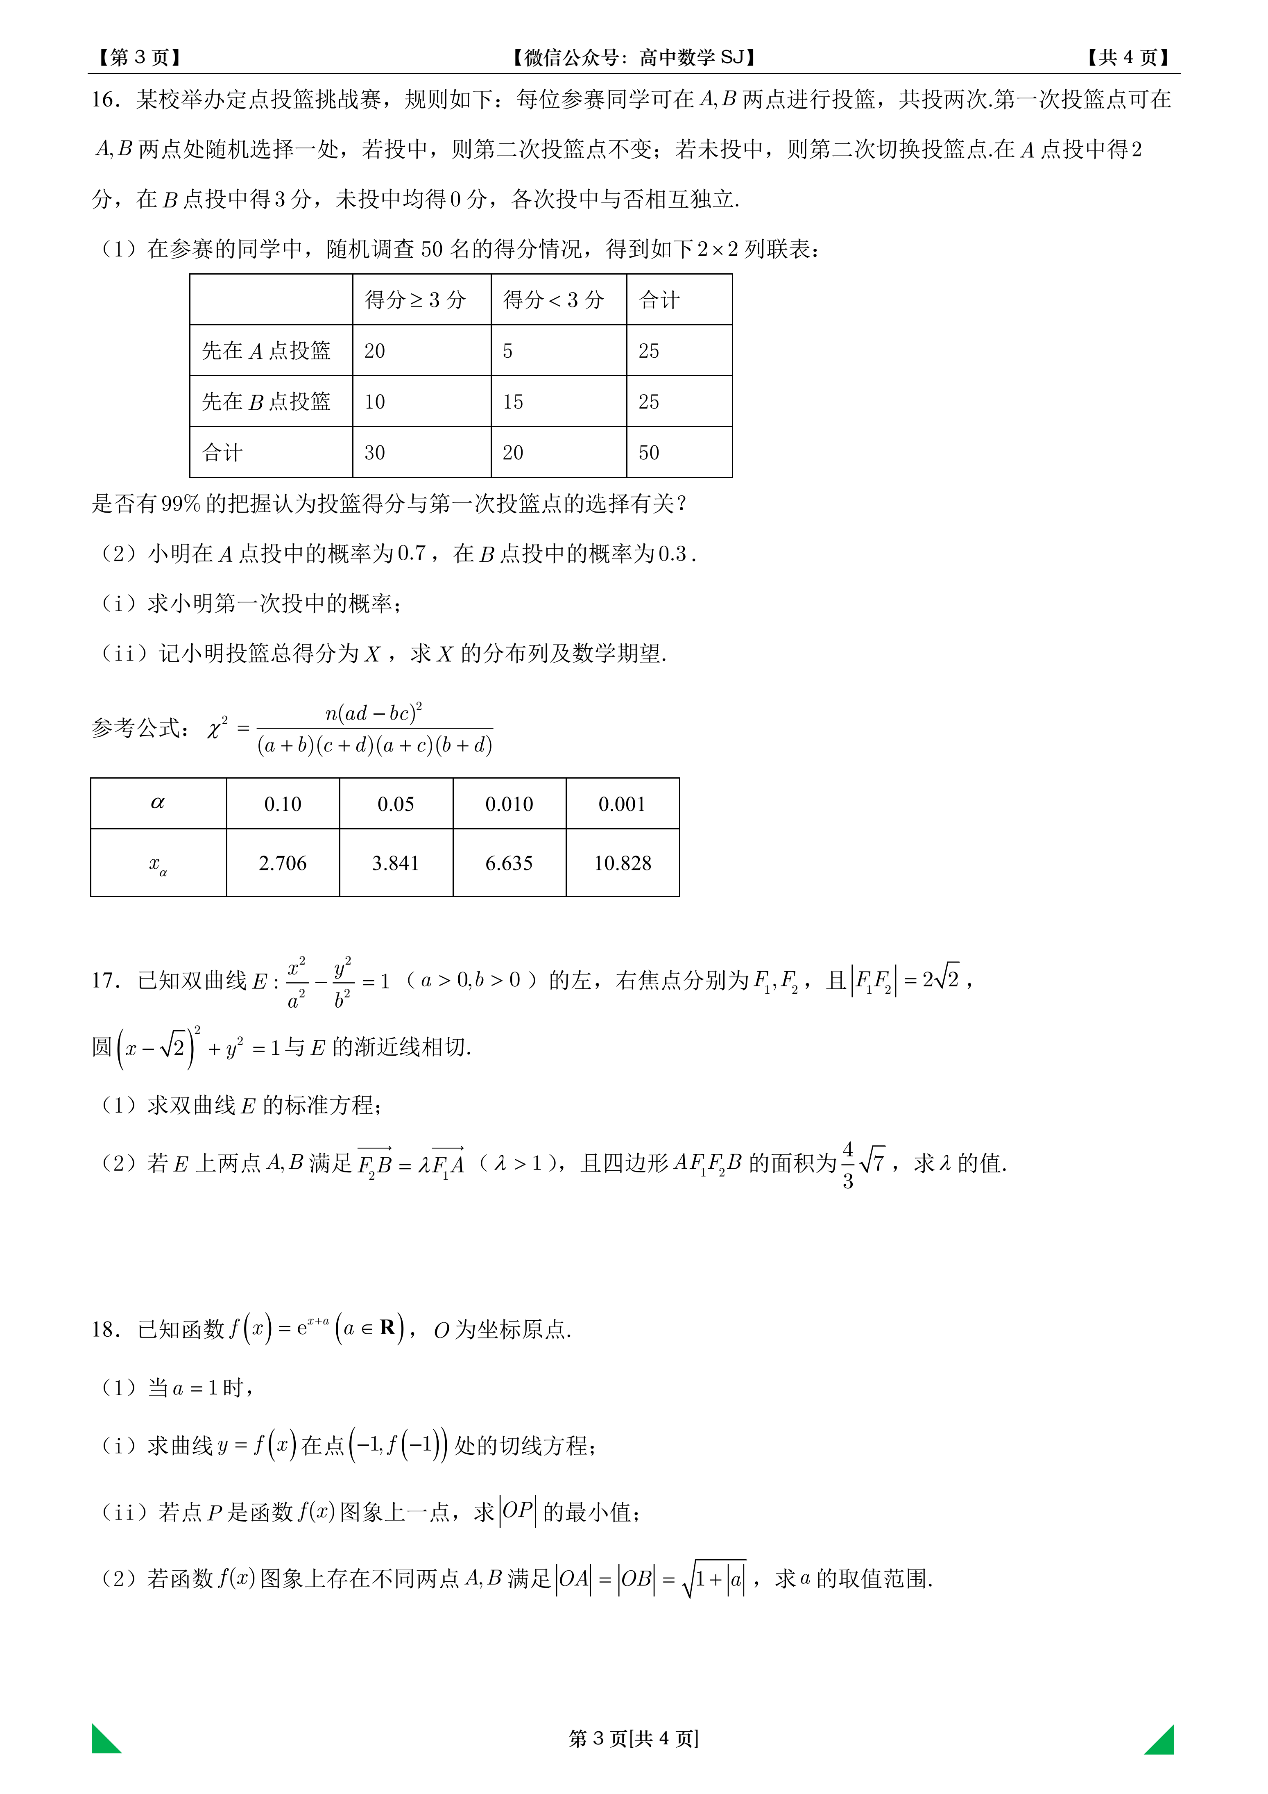 【第 3 页】 【微信公众号：高中数学 SJ】 【共 4 页】
16．某校举办定点投篮挑战赛，规则如下：每位参赛同学可在 A,B 两点进行投篮，共投两次.第一次投篮点可在
A,B 两点处随机选择一处，若投中，则第二次投篮点不变；若未投中，则第二次切换投篮点.在 A 点投中得2
分，在 B 点投中得3 分，未投中均得0 分，各次投中与否相互独立.
（1）在参赛的同学中，随机调查 50 名的得分情况，得到如下 2×2 列联表：
得分≥3 分 得分<3 分 合计
先在 A 点投篮 20 5 25
先在 B 点投篮 10 15 25
合计 30 20 50
是否有99% 的把握认为投篮得分与第一次投篮点的选择有关？
（2）小明在 A 点投中的概率为0.7，在 B 点投中的概率为0.3．
（i）求小明第一次投中的概率；
（ii）记小明投篮总得分为 X ，求 X 的分布列及数学期望.
参考公式：χ² = n(ad−bc)² / (a+b)(c+d)(a+c)(b+d)
α 0.10 0.05 0.010 0.001
x_α 2.706 3.841 6.635 10.828
17．已知双曲线 E : x²/a² − y²/b² = 1（ a > 0,b > 0 ）的左，右焦点分别为 F₁,F₂，且 |F₁F₂| = 2√2，
圆 (x − √2)² + y² = 1与 E 的渐近线相切.
（1）求双曲线 E 的标准方程；
（2）若 E 上两点 A,B 满足 \overrightarrow{F₂B} = λ\overrightarrow{F₁A}（ λ > 1 ），且四边形 AF₁F₂B 的面积为 4/3 √7，求 λ 的值.
18．已知函数 f(x) = e^{x+a} (a ∈ R)，O 为坐标原点.
（1）当 a = 1 时，
（i）求曲线 y = f(x) 在点 (−1,f(−1)) 处的切线方程；
（ii）若点 P 是函数 f(x) 图象上一点，求 |OP| 的最小值；
（2）若函数 f(x) 图象上存在不同两点 A,B 满足 |OA| = |OB| = √(1+|a|)，求 a 的取值范围.
第 3 页[共 4 页]